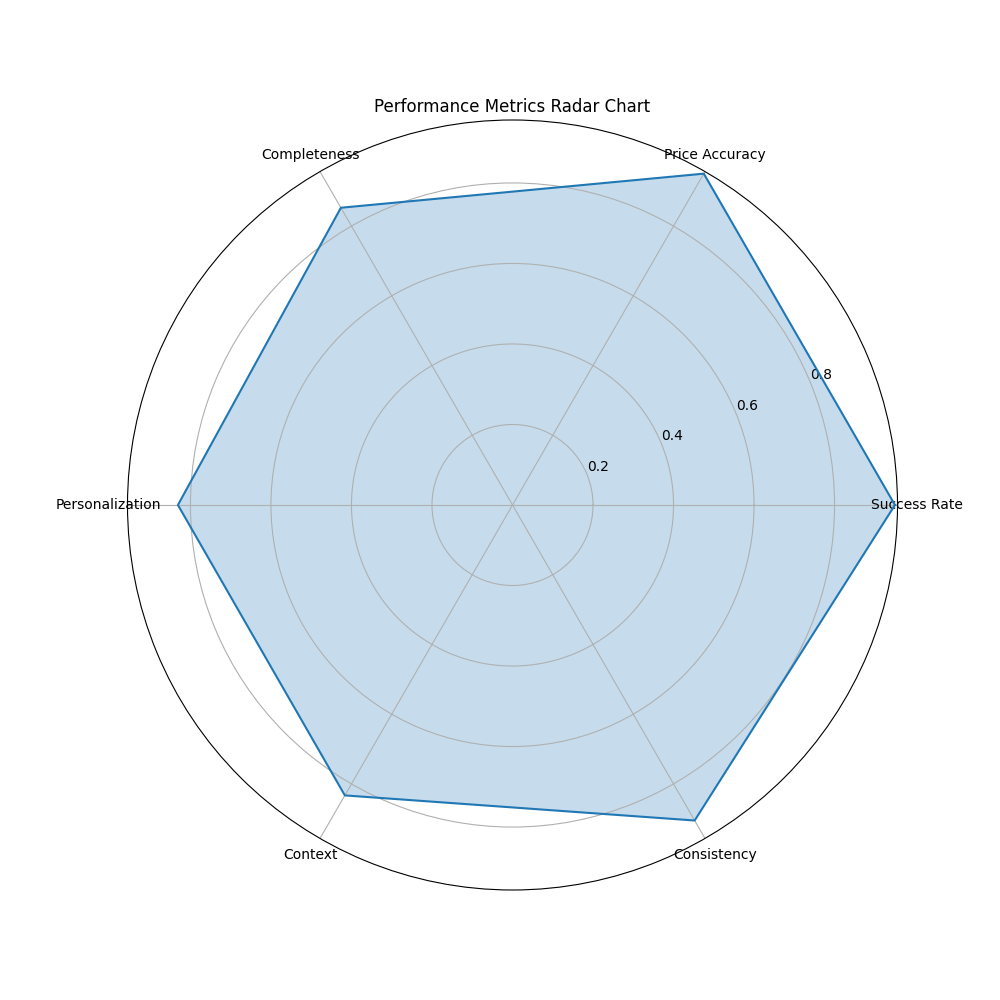 Performance Metrics Radar Chart
Completeness
Price Accuracy
0.8
0.6
0.4
0.2
Personalization
Success Rate
Context
Consistency